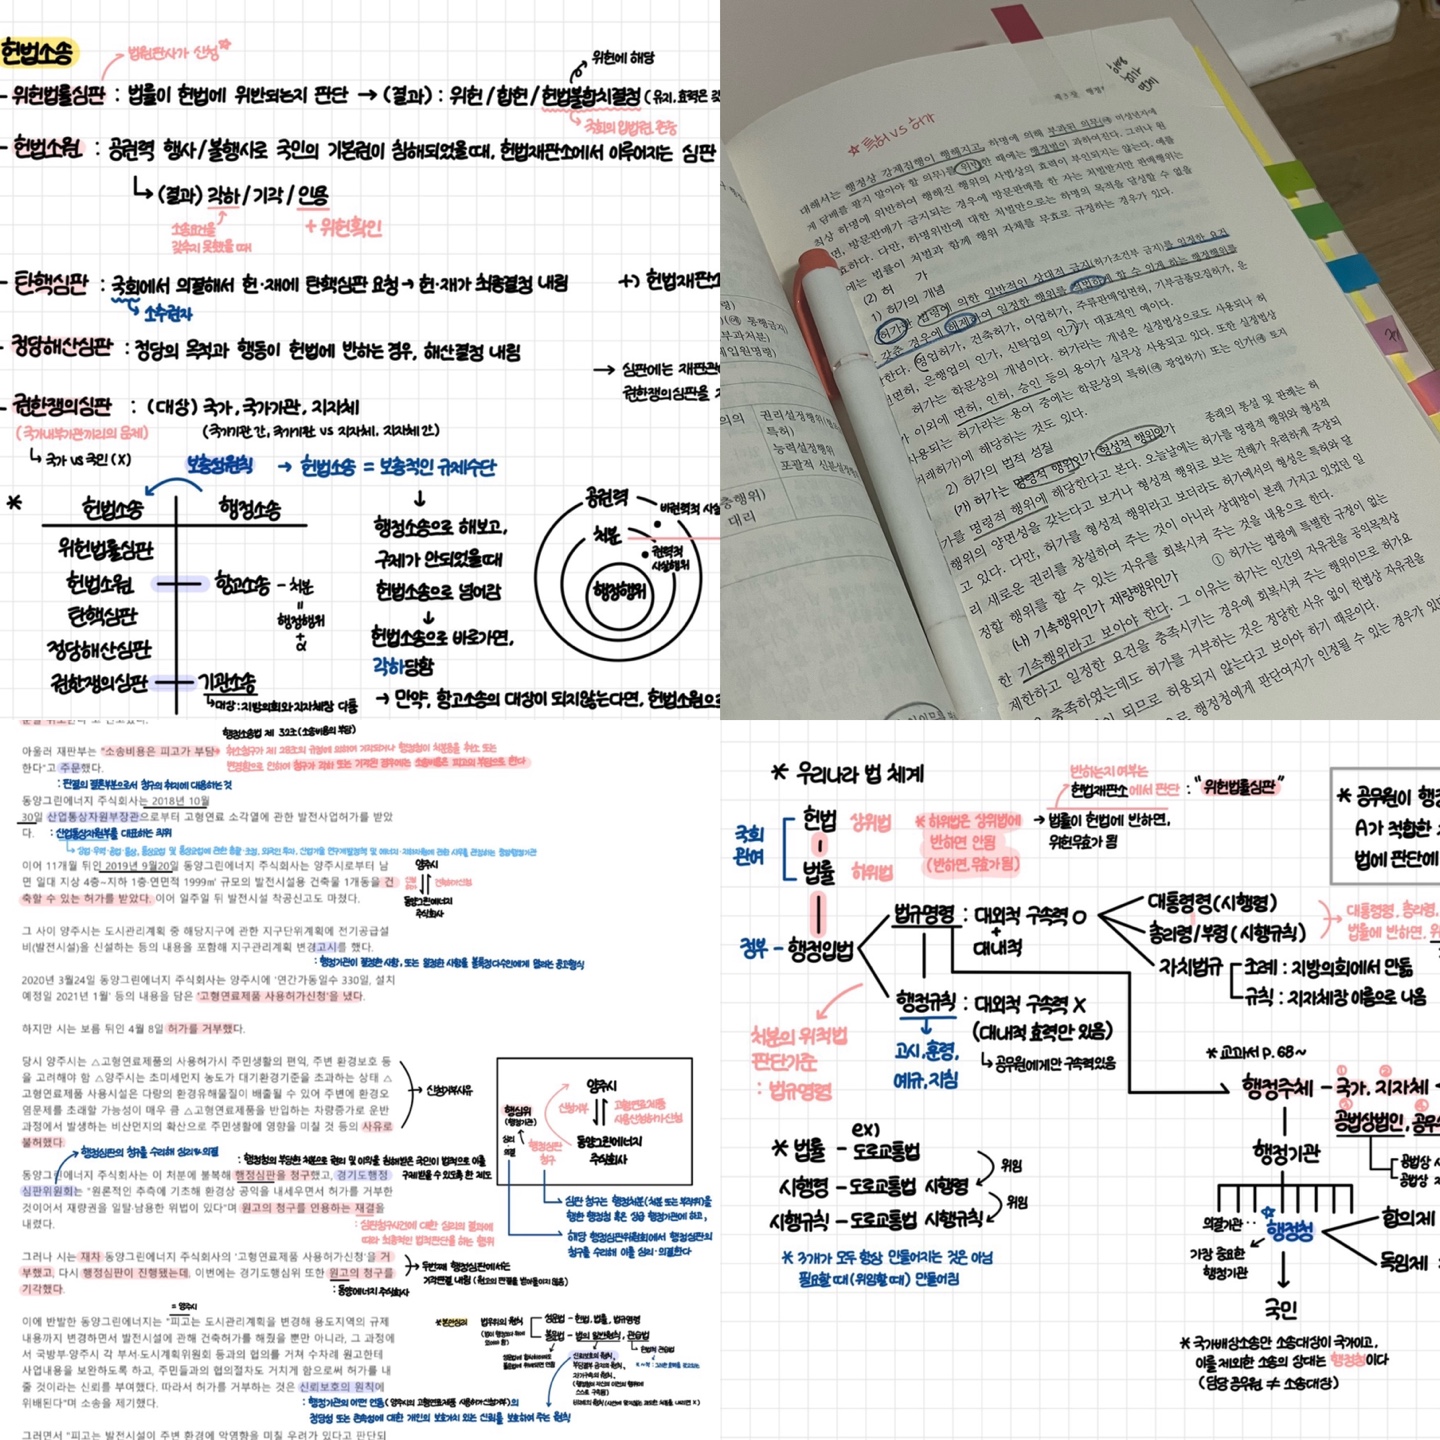 헌법소송
법원판사가 신청☆
위헌에 해당
- 위헌법률심판 : 법률이 헌법에 위반되는지 판단 → (결과) : 위헌 / 합헌 / 헌법불합치결정 (유지, 효력은
국회의 입법권 존중
- 헌법소원 : 공권력 행사/불행사로 국민의 기본권이 침해되었을 때, 헌법재판소에서 이루어지는 심판
↳ (결과) 각하 / 기각 / 인용
소송요건을
갖추지 못했을 때
+ 위헌확인
- 탄핵심판 : 국회에서 의결해서 헌·재에 탄핵심판 요청 → 헌·재가 최종결정 내림
+) 헌법재판소
↳ 소추권자
- 정당해산심판 : 정당의 목적과 행동이 헌법에 반하는 경우, 해산결정 내림
→ 심판에는 재판관
권한쟁의심판을
- 권한쟁의심판 : (대상) 국가, 국가기관, 지자체
(국가내부기관끼리의 문제)
(국가기관 간, 국가기관 vs 지자체, 지자체 간)
↳ 국가 vs 국민 (X)
보충성원칙 → 헌법소송 = 보충적인 규제수단
*
헌법소송 행정소송
위헌법률심판
헌법소원 항고소송 - 처분
=
행정행위
+
α
탄핵심판
정당해산심판
권한쟁의심판 기관소송
↳ 대상 : 지방의회와 지자체장 다툼
↓
행정소송으로 해보고,
구제가 안되었을때
헌법소송으로 넘어감
↓
헌법소송으로 바로가면,
각하당함
→ 만약, 항고소송의 대상이 되지않는다면, 헌법소원으로
공권력
비권력적 사실
처분
권력적
사실행위
행정행위
☆ 특허 vs 허가
대해서는 행정상 강제집행이 행해지고, 하명에 의해 부과된 의무(예 미성년자에
게 담배를 팔지 말아야 할 의무)를 위반한 때에는 행정벌이 과하여진다. 그러나 원
칙상 하명에 위반하여 행해진 행위의 사법상의 효력이 부인되지는 않는다. 예를
면, 방문판매가 금지되는 경우에 방문판매를 한 자는 처벌받지만 판매행위는
효하다. 다만, 하명위반에 대한 처벌만으로는 하명의 목적을 달성할 수 없을
에는 법률이 처벌과 함께 행위 자체를 무효로 규정하는 경우가 있다.
(2) 허 가
1) 허가의 개념
허가란 법령에 의한 일반적인 상대적 금지(허가조건부 금지)를 일정한 요건
갖춘 경우에 해제하여 일정한 행위를 적법하게 할 수 있게 하는 행정행위를
한다. 영업허가, 건축허가, 어업허가, 주류판매업면허, 기부금품모집허가, 운
전면허, 은행업의 인가, 신탁업의 인가가 대표적인 예이다.
허가는 학문상의 개념이다. 허가라는 개념은 실정법상으로도 사용되나 허
가 이외에 면허, 인허, 승인 등의 용어가 실무상 사용되고 있다. 또한 실정법상
사용되는 허가라는 용어 중에는 학문상의 특허(예 광업허가) 또는 인가(예 토지
거래허가)에 해당하는 것도 있다.
2) 허가의 법적 성질
(가) 허가는 명령적 행위인가 형성적 행위인가
종래의 통설 및 판례는 허
가를 명령적 행위에 해당한다고 본다. 오늘날에는 허가를 명령적 행위와 형성적
행위의 양면성을 갖는다고 보거나 형성적 행위로 보는 견해가 유력하게 주장되
고 있다. 다만, 허가를 형성적 행위라고 보더라도 허가에서의 형성은 특허와 달
리 새로운 권리를 창설하여 주는 것이 아니라 상대방이 본래 가지고 있었던 일
정할 행위를 할 수 있는 자유를 회복시켜 주는 것을 내용으로 한다.
(나) 기속행위인가 재량행위인가
① 허가는 법령에 특별한 규정이 없는
한 기속행위라고 보아야 한다. 그 이유는 허가는 인간의 자유권을 공익목적상
제한하고 일정한 요건을 충족시키는 경우에 회복시켜 주는 행위이므로 허가요
을 충족하였는데도 허가를 거부하는 것은 정당한 사유 없이 헌법상 자유권을
이 되므로 허용되지 않는다고 보아야 하기 때문이다.
으로 행정청에게 판단여지가 인정될 수 있는 경우가 있
권리설정행위
특허)
능력설정행위
포괄적 신분설정
행정소송법 제 32조 (소송비용의 부담)
아울러 재판부는 "소송비용은 피고가 부담
한다"고 주문했다.
취소청구가 제 28조의 규정에 의하여 기각되거나 행정청이 처분등을 취소 또는
변경함으로 인하여 청구가 각하 또는 기각된 경우에는 소송비용은 피고의 부담으로 한다
: 판결의 결론부분으로서 청구의 취지에 대응하는 것
동양그린에너지 주식회사는 2018년 10월
30일 산업통상자원부장관으로부터 고형연료 소각열에 관한 발전사업허가를 받았
다.
: 산업통상자원부를 대표하는 직위
이어 11개월 뒤인 2019년 9월20일 동양그린에너지 주식회사는 양주시로부터 남
면 일대 지상 4층~지하 1층·연면적 1999㎡ 규모의 발전시설용 건축물 1개동을 건
축할 수 있는 허가를 받았다. 이어 일주일 뒤 발전시설 착공신고도 마쳤다.
양주시
동양그린에너지
주식회사
그 사이 양주시는 도시관리계획 중 해당지구에 관한 지구단위계획에 전기공급설
비(발전시설)을 신설하는 등의 내용을 포함해 지구관리계획 변경고시를 했다.
: 행정기관이 결정한 사항, 또는 일정한 사항을 불특정다수인에게 알리는 공고형식
2020년 3월24일 동양그린에너지 주식회사는 양주시에 '연간가동일수 330일, 설치
예정일 2021년 1월' 등의 내용을 담은 '고형연료제품 사용허가신청'을 냈다.
하지만 시는 보름 뒤인 4월 8일 허가를 거부했다.
당시 양주시는 △고형연료제품의 사용허가시 주민생활의 편익, 주변 환경보호 등
을 고려해야 함 △양주시는 초미세먼지 농도가 대기환경기준을 초과하는 상태 △
고형연료제품 사용시설은 다량의 환경유해물질이 배출될 수 있어 주변에 환경오
염문제를 초래할 가능성이 매우 큼 △고형연료제품을 반입하는 차량증가로 운반
과정에서 발생하는 비산먼지의 확산으로 주민생활에 영향을 미칠 것 등의 사유로
불허했다.
→ 신청거부사유
양주시
신청거부
고형연료제품
사용신청허가 신청
동양그린에너지
주식회사
행심위
(행정기관)
심리
·
의결
행정심판
청구
행정심판의 청구를 수리해 심리 & 의결
: 행정청의 부당한 처분으로 권리 및 이익을 침해받은 국민이 법적으로 이를
구제받을 수 있도록 한 제도
동양그린에너지 주식회사는 이 처분에 불복해 행정심판을 청구했고, 경기도행정
심판위원회는 "원론적인 추측에 기초해 환경상 공익을 내세우면서 허가를 거부한
것이어서 재량권을 일탈·남용한 위법이 있다"며 원고의 청구를 인용하는 재결을
내렸다.
: 심판청구사건에 대한 심리의 결과에
따라 최종적인 법적판단을 하는 행위
심판 청구는 행정처분(처분 또는 부작위)을
행한 행정청 혹은 상급 행정기관에 하고,
해당 행정심판위원회에서 행정심판의
청구를 수리해 이를 심리·의결한다
그러나 시는 재차 동양그린에너지 주식회사의 '고형연료제품 사용허가신청'을 거
부했고, 다시 행정심판이 진행됐는데, 이번에는 경기도행심위 또한 원고의 청구를
기각했다.
두번째 행정심판에서는
기각판결 내림 (원고의 판결을 받아들이지 않음)
: 동양에너지 주식회사
= 양주시
이에 반발한 동양그린에너지는 "피고는 도시관리계획을 변경해 용도지역의 규제
내용까지 변경하면서 발전시설에 관해 건축허가를 해줬을 뿐만 아니라, 그 과정에
서 국방부·양주시 각 부서·도시계획위원회 등과의 협의를 거쳐 수차례 원고한테
사업내용을 보완하도록 하고, 주민들과의 협의절차도 거치게 함으로써 허가를 내
줄 것이라는 신뢰를 부여했다. 따라서 허가를 거부하는 것은 신뢰보호의 원칙에
위배된다"며 소송을 제기했다.
: 행정기관의 어떤 언동 (양주시의 고형연료제품 사용허가신청거부)의
정당성 또는 존속성에 대한 개인의 보호가치 있는 신뢰를 보호하여 주는 원칙
*본안심리
법우위의 원칙
성문법 - 헌법, 법률, 법규명령
불문법 - 법의 일반원칙, 관습법
신뢰보호의 원칙,
그러면서 "피고는 발전시설이 주변 환경에 악영향을 미칠 우려가 있다고 판단되
* 우리나라 법 체계
반하는지 여부는
헌법재판소에서 판단 : "위헌법률심판"
국회
관여
헌법 상위법
법률 하위법
* 하위법은 상위법에
반하면 안됨
(반하면, 무효가 됨)
→ 법률이 헌법에 반하면,
위헌무효가 됨
* 공무원이 행정
A가 적합한
법에 판단에
정부 - 행정입법
법규명령 : 대외적 구속력 O
+
대내적
대통령령 (시행령)
총리령/부령 (시행규칙)
자치법규
조례 : 지방의회에서 만듦
규칙 : 지자체장 이름으로 나옴
대통령령, 총리령,
법률에 반하면,
행정규칙 : 대외적 구속력 X
(대내적 효력만 있음)
↳ 공무원에게만 구속력있음
고시, 훈령,
예규, 지침
처분의 위적법
판단기준
: 법규명령
* 교과서 p.68~
행정주체 - 국가, 지자체
① ②
③ ④
공법상법인, 공무수
공법상
공법상
행정기관
의결기관
행정청
가장 중요한
행정기관
합의제
독임제
국민
ex)
* 법률 - 도로교통법
시행령 - 도로교통법 시행령
시행규칙 - 도로교통법 시행규칙
위임
위임
* 3개가 모두 항상 만들어지는 것은 아님
필요할 때 (위임할 때) 만들어짐
* 국가배상소송만 소송대상이 국가이고,
이를 제외한 소송의 상대는 행정청이다
(담당 공무원 ≠ 소송대상)